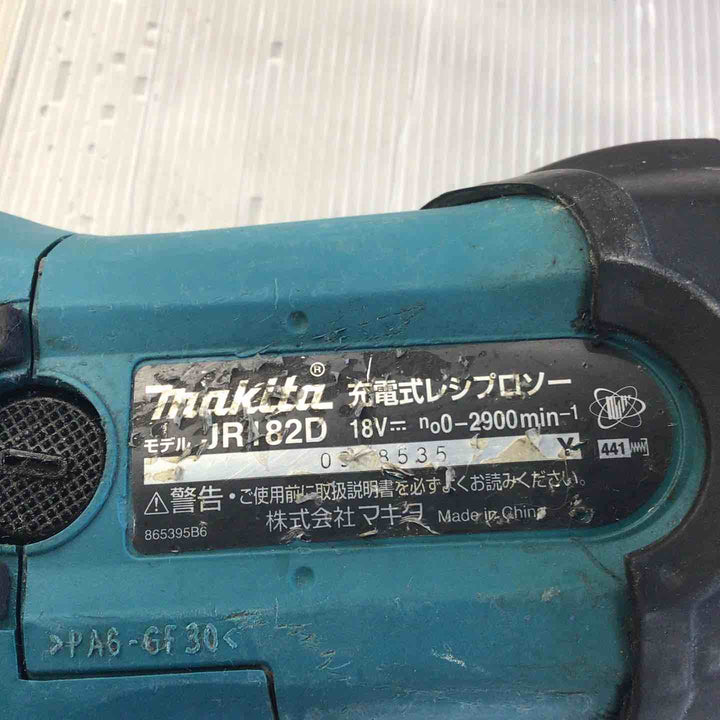 makita® 充電式レシプロソー
モデル JR182D 18V⎓ n₀0-2900min-1
535 Y
441
⚠警告・ご使用前に取扱説明書を必ずよくお読みください。
865395B6 株式会社マキタ Made in China
>PA6-GF30<